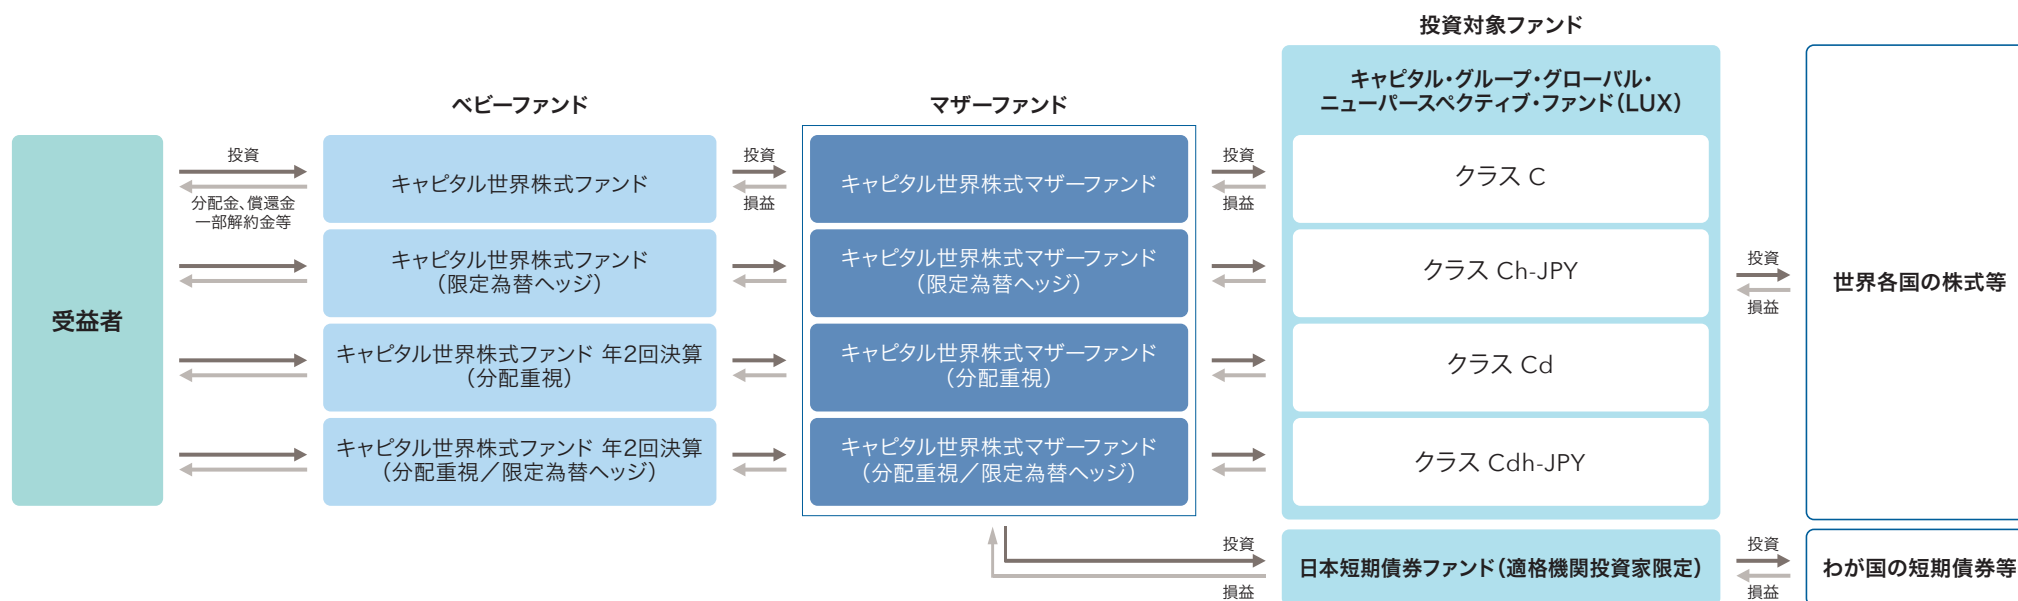 投資対象ファンド
ベビーファンド
マザーファンド
キャピタル・グループ・グローバル・
ニューパースペクティブ・ファンド（LUX）
受益者
投資
分配金、償還金
一部解約金等
キャピタル世界株式ファンド
投資
損益
キャピタル世界株式マザーファンド
投資
損益
クラス C
キャピタル世界株式ファンド
（限定為替ヘッジ）
キャピタル世界株式マザーファンド
（限定為替ヘッジ）
クラス Ch-JPY
投資
損益
世界各国の株式等
キャピタル世界株式ファンド 年2回決算
（分配重視）
キャピタル世界株式マザーファンド
（分配重視）
クラス Cd
キャピタル世界株式ファンド 年2回決算
（分配重視／限定為替ヘッジ）
キャピタル世界株式マザーファンド
（分配重視／限定為替ヘッジ）
クラス Cdh-JPY
投資
損益
日本短期債券ファンド（適格機関投資家限定）
投資
損益
わが国の短期債券等